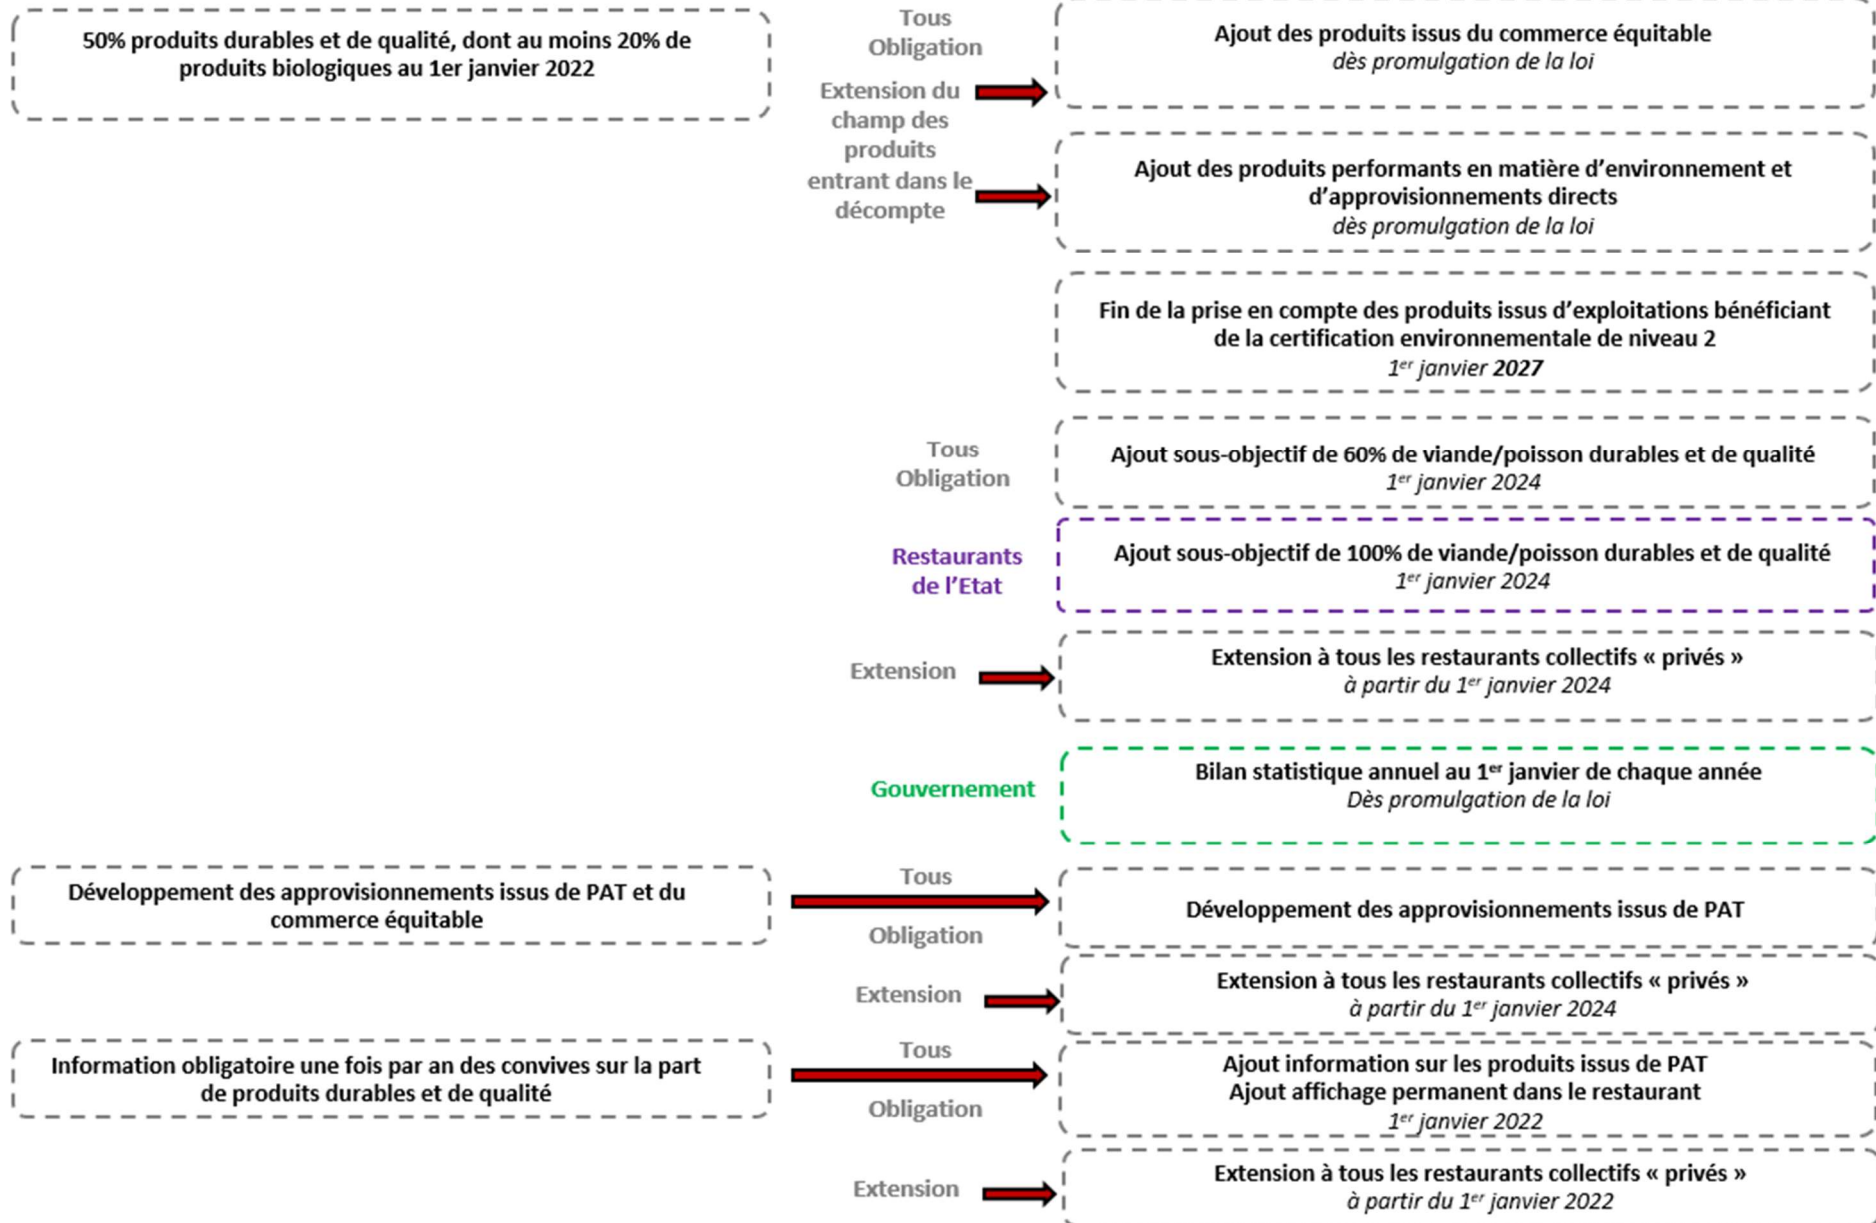 50% produits durables et de qualité, dont au moins 20% de
produits biologiques au 1er janvier 2022
Tous
Obligation
Extension du
champ des
produits
entrant dans le
décompte
Ajout des produits issus du commerce équitable
dès promulgation de la loi
Ajout des produits performants en matière d’environnement et
d’approvisionnements directs
dès promulgation de la loi
Fin de la prise en compte des produits issus d’exploitations bénéficiant
de la certification environnementale de niveau 2
1er janvier 2027
Tous
Obligation
Ajout sous-objectif de 60% de viande/poisson durables et de qualité
1er janvier 2024
Restaurants
de l’Etat
Ajout sous-objectif de 100% de viande/poisson durables et de qualité
1er janvier 2024
Extension
Extension à tous les restaurants collectifs « privés »
à partir du 1er janvier 2024
Gouvernement
Bilan statistique annuel au 1er janvier de chaque année
Dès promulgation de la loi
Développement des approvisionnements issus de PAT et du
commerce équitable
Tous
Obligation
Développement des approvisionnements issus de PAT
Extension
Extension à tous les restaurants collectifs « privés »
à partir du 1er janvier 2024
Information obligatoire une fois par an des convives sur la part
de produits durables et de qualité
Tous
Obligation
Ajout information sur les produits issus de PAT
Ajout affichage permanent dans le restaurant
1er janvier 2022
Extension
Extension à tous les restaurants collectifs « privés »
à partir du 1er janvier 2022